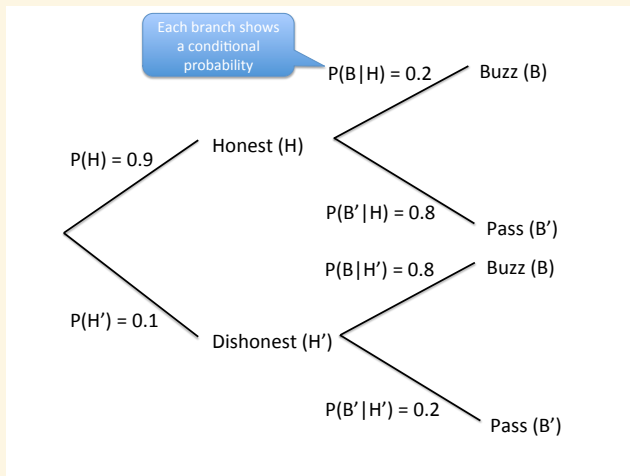 Each branch shows
a conditional
probability
P(B|H) = 0.2
Buzz (B)
P(H) = 0.9
Honest (H)
P(B’|H) = 0.8
Pass (B’)
P(B|H’) = 0.8
Buzz (B)
P(H’) = 0.1
Dishonest (H’)
P(B’|H’) = 0.2
Pass (B’)